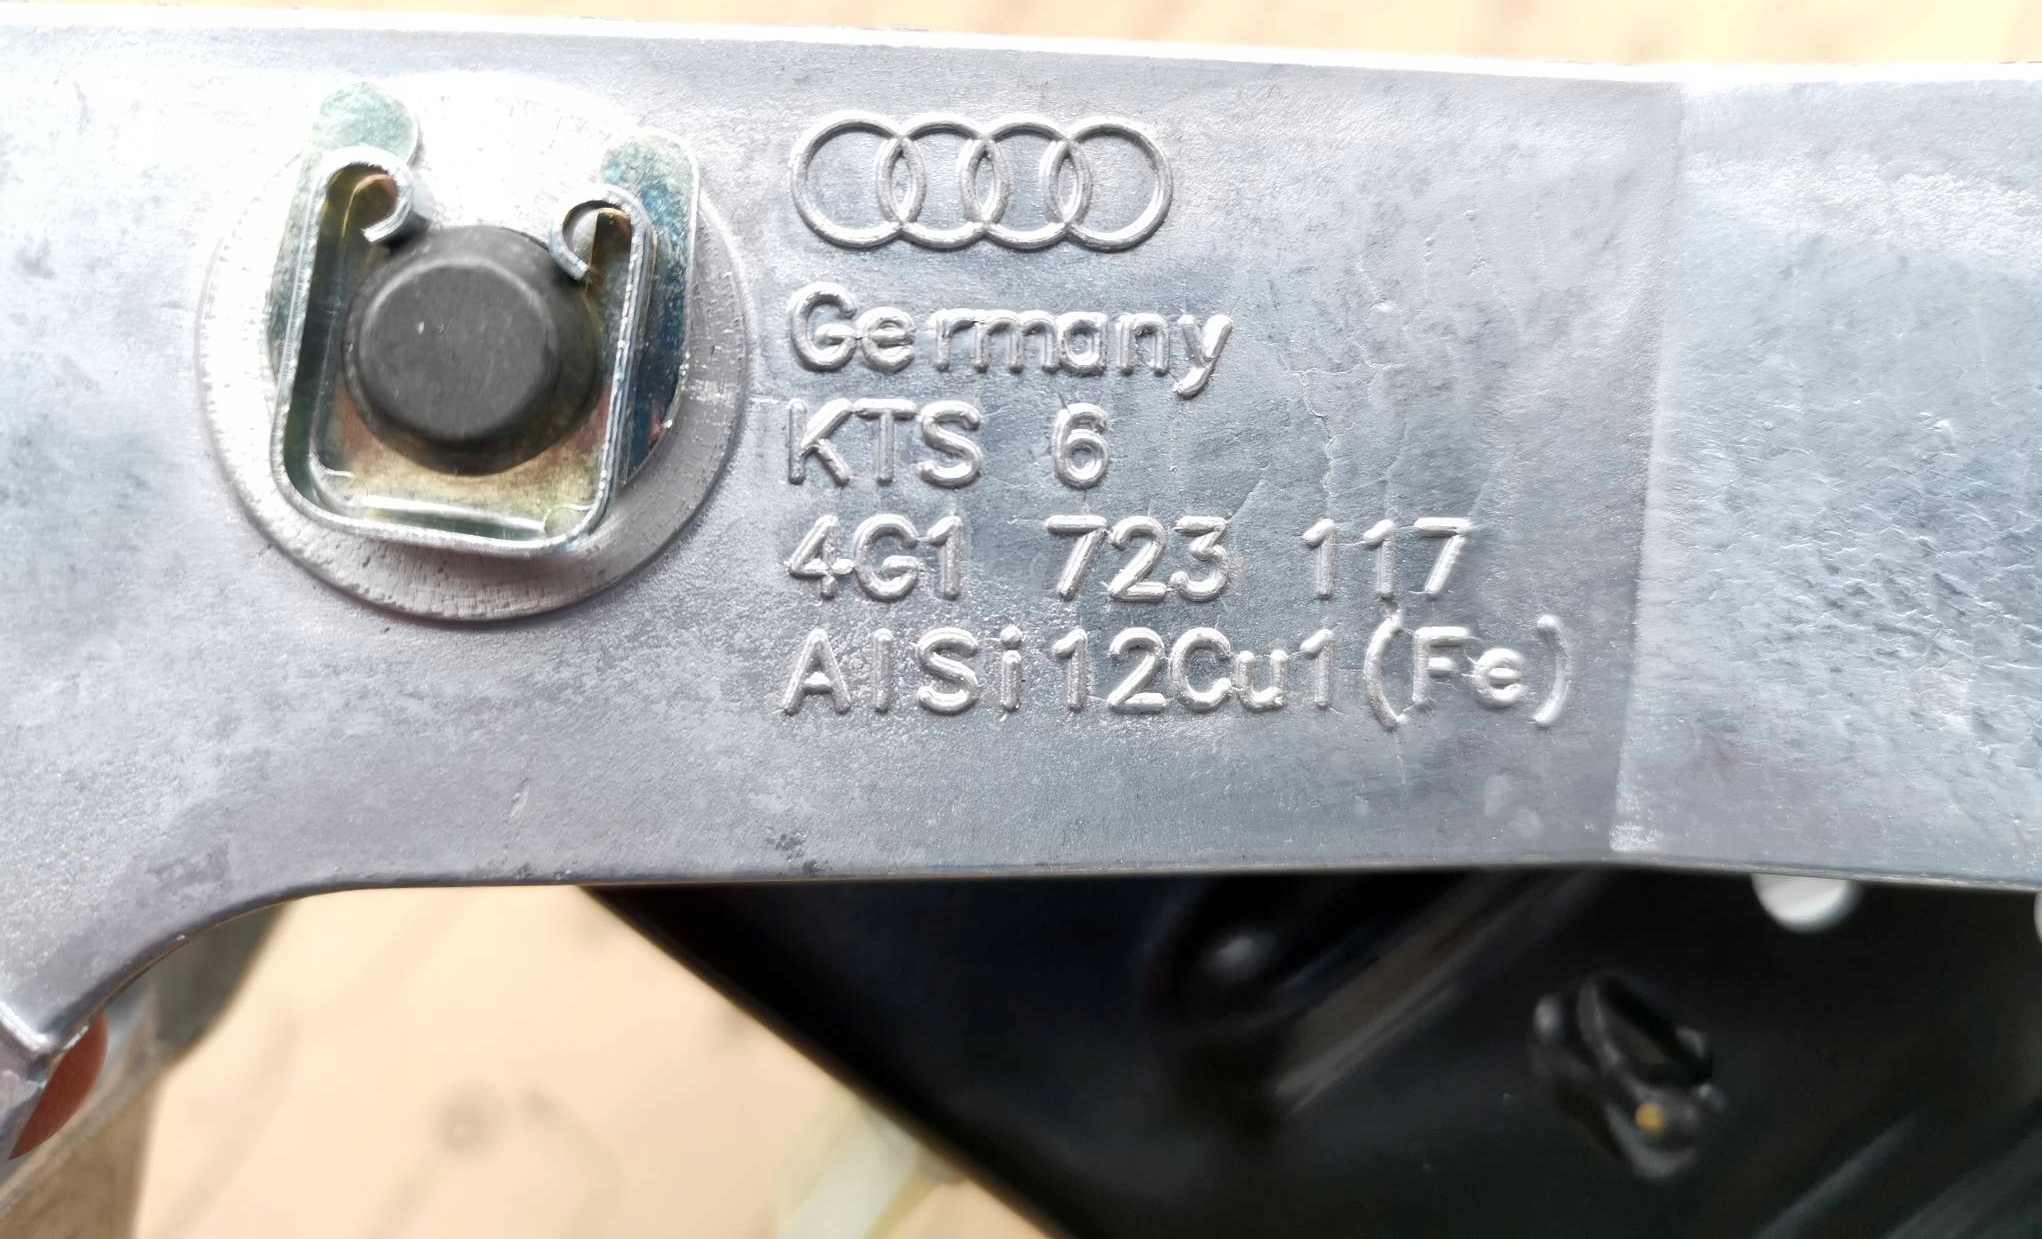 Germany
KTS 6
4G1 723 117
AlSi12Cu1(Fe)